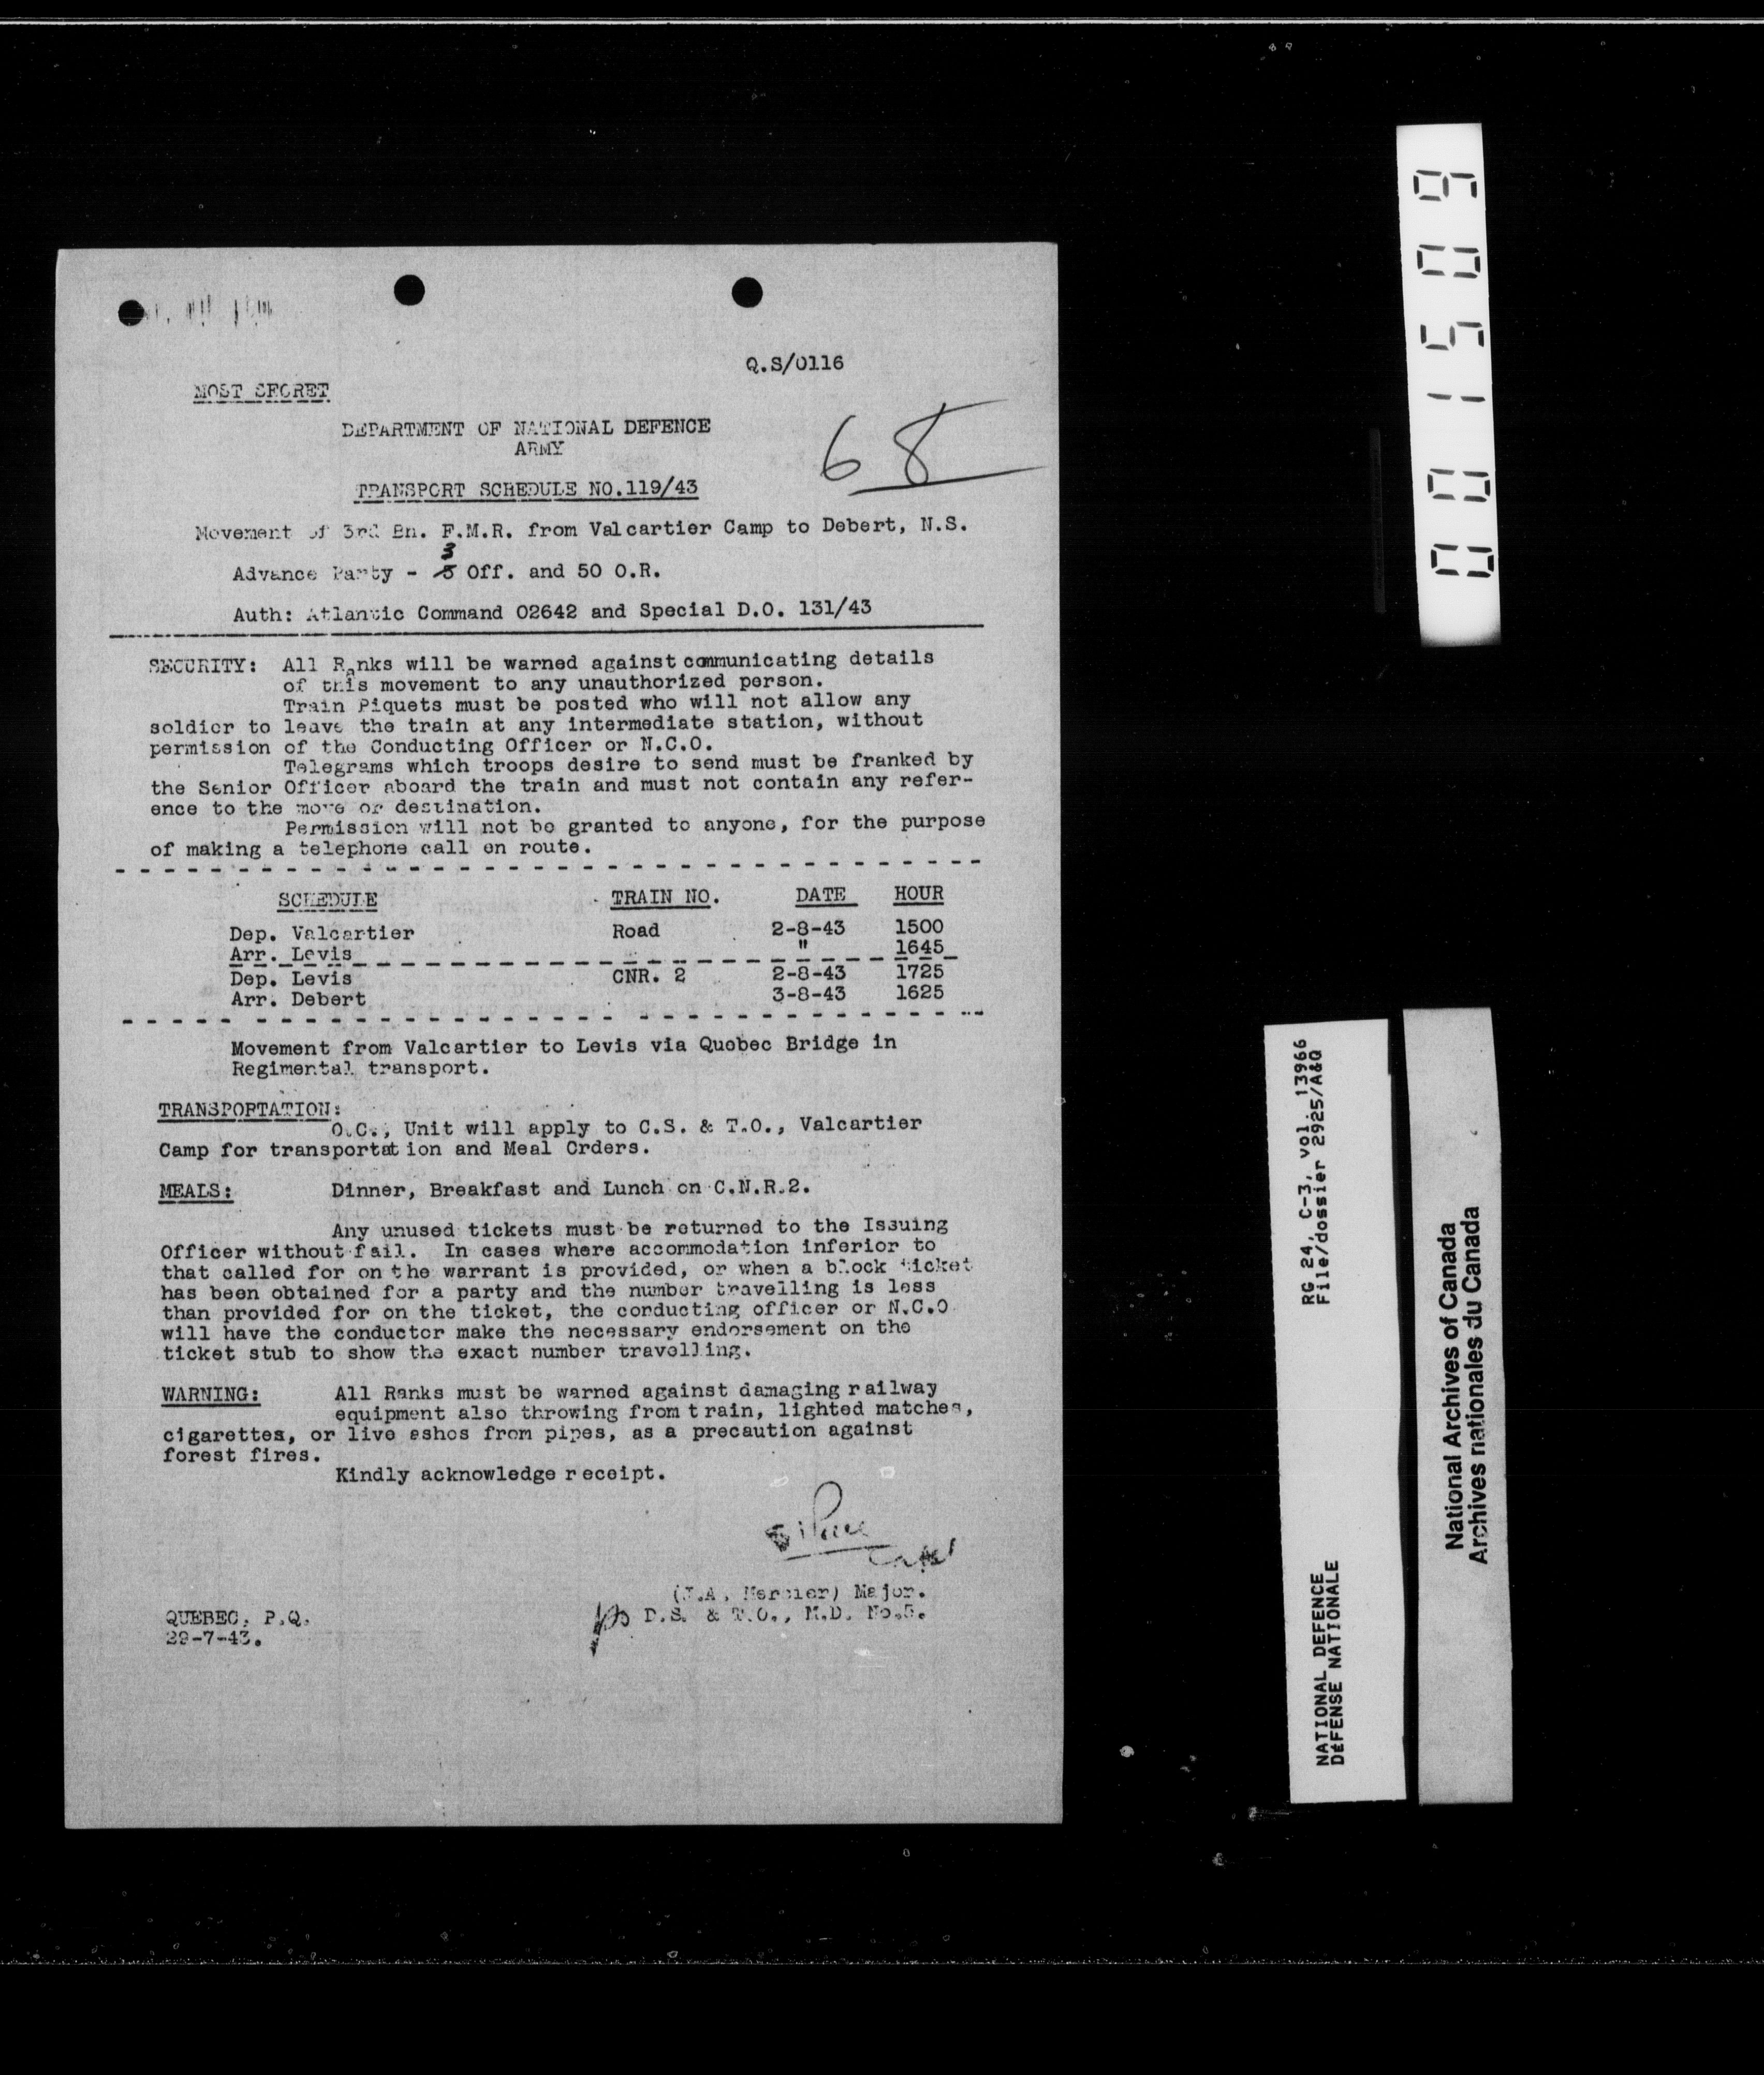 Q.S/0116
MOST SECRET
DEPARTMENT OF NATIONAL DEFENCE
ARMY
68
TRANSPORT SCHEDULE NO.119/43
Movement of 3rd Bn. F.M.R. from Valcartier Camp to Debert, N.S.
3
Advance Party - 5 Off. and 50 O.R.
Auth: Atlantic Command 02642 and Special D.O. 131/43
SECURITY: All Ranks will be warned against communicating details
of this movement to any unauthorized person.
Train Piquets must be posted who will not allow any
soldier to leave the train at any intermediate station, without
permission of the Conducting Officer or N.C.O.
Telegrams which troops desire to send must be franked by
the Senior Officer aboard the train and must not contain any refer-
ence to the move or destination.
Permission will not be granted to anyone, for the purpose
of making a telephone call en route.
SCHEDULE TRAIN NO. DATE HOUR
Dep. Valcartier Road 2-8-43 1500
Arr. Levis " 1645
Dep. Levis CNR. 2 2-8-43 1725
Arr. Debert 3-8-43 1625
Movement from Valcartier to Levis via Quebec Bridge in
Regimental transport.
TRANSPORTATION:
O.C., Unit will apply to C.S. & T.O., Valcartier
Camp for transportation and Meal Orders.
MEALS: Dinner, Breakfast and Lunch on C.N.R.2.
Any unused tickets must be returned to the Issuing
Officer without fail. In cases where accommodation inferior to
that called for on the warrant is provided, or when a block ticket
has been obtained for a party and the number travelling is less
than provided for on the ticket, the conducting officer or N.C.O
will have the conductor make the necessary endorsement on the
ticket stub to show the exact number travelling.
WARNING: All Ranks must be warned against damaging railway
equipment also throwing from train, lighted matches,
cigarettes, or live ashes from pipes, as a precaution against
forest fires.
Kindly acknowledge receipt.
(J.A. Mercier) Major.
D.S. & T.O., M.D. No.5.
QUEBEC, P.Q.
29-7-43.
001509
RG 24, C-3, vol. 13966
File/dossier 2925/A&Q
NATIONAL DEFENCE
DÉFENSE NATIONALE
National Archives of Canada
Archives nationales du Canada